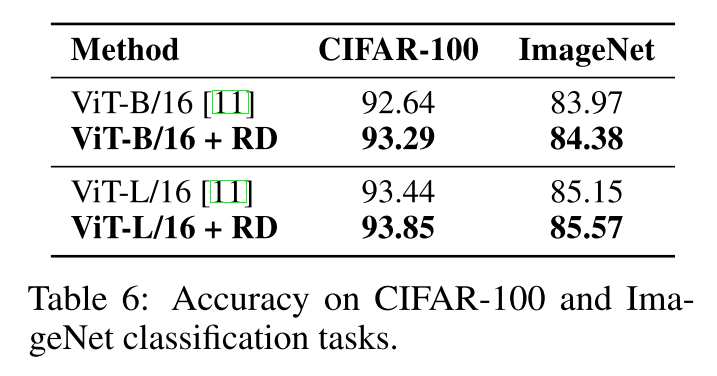 Method CIFAR-100 ImageNet
ViT-B/16 [11] 92.64 83.97
ViT-B/16 + RD 93.29 84.38
ViT-L/16 [11] 93.44 85.15
ViT-L/16 + RD 93.85 85.57
Table 6: Accuracy on CIFAR-100 and Ima-
geNet classification tasks.